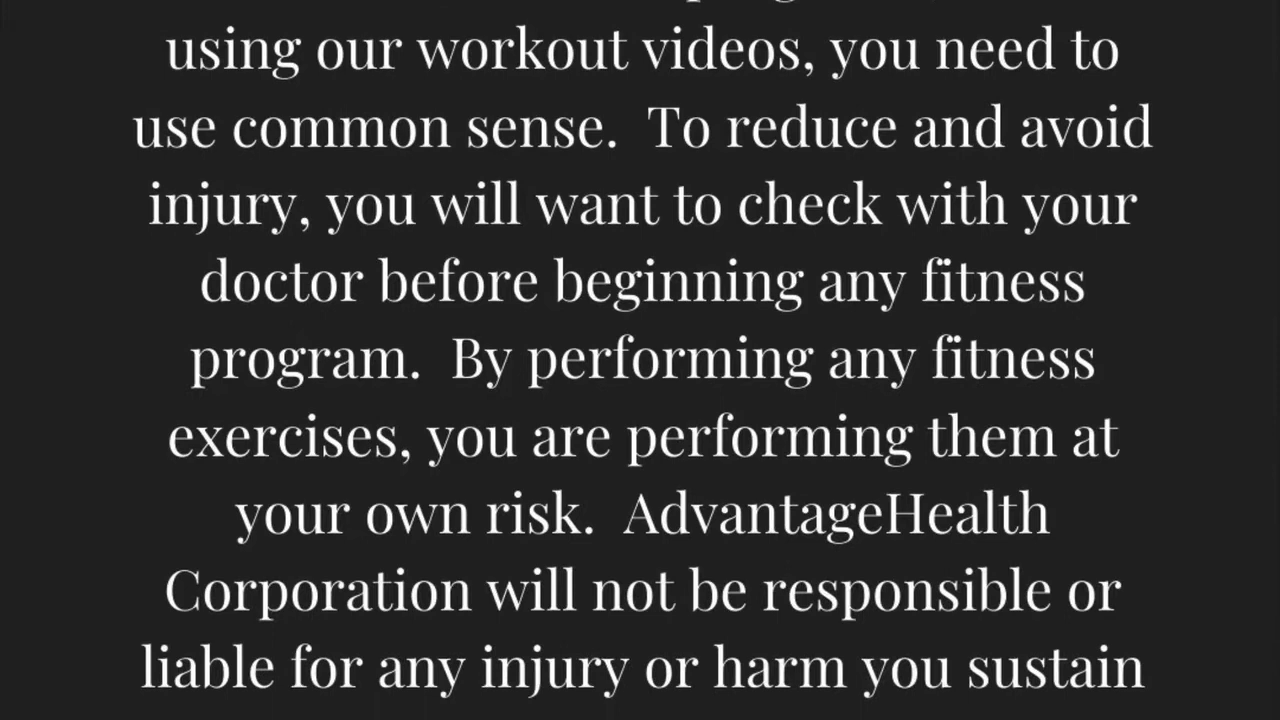 using our workout videos, you need to
use common sense.  To reduce and avoid
injury, you will want to check with your
doctor before beginning any fitness
program.  By performing any fitness
exercises, you are performing them at
your own risk.  AdvantageHealth
Corporation will not be responsible or
liable for any injury or harm you sustain